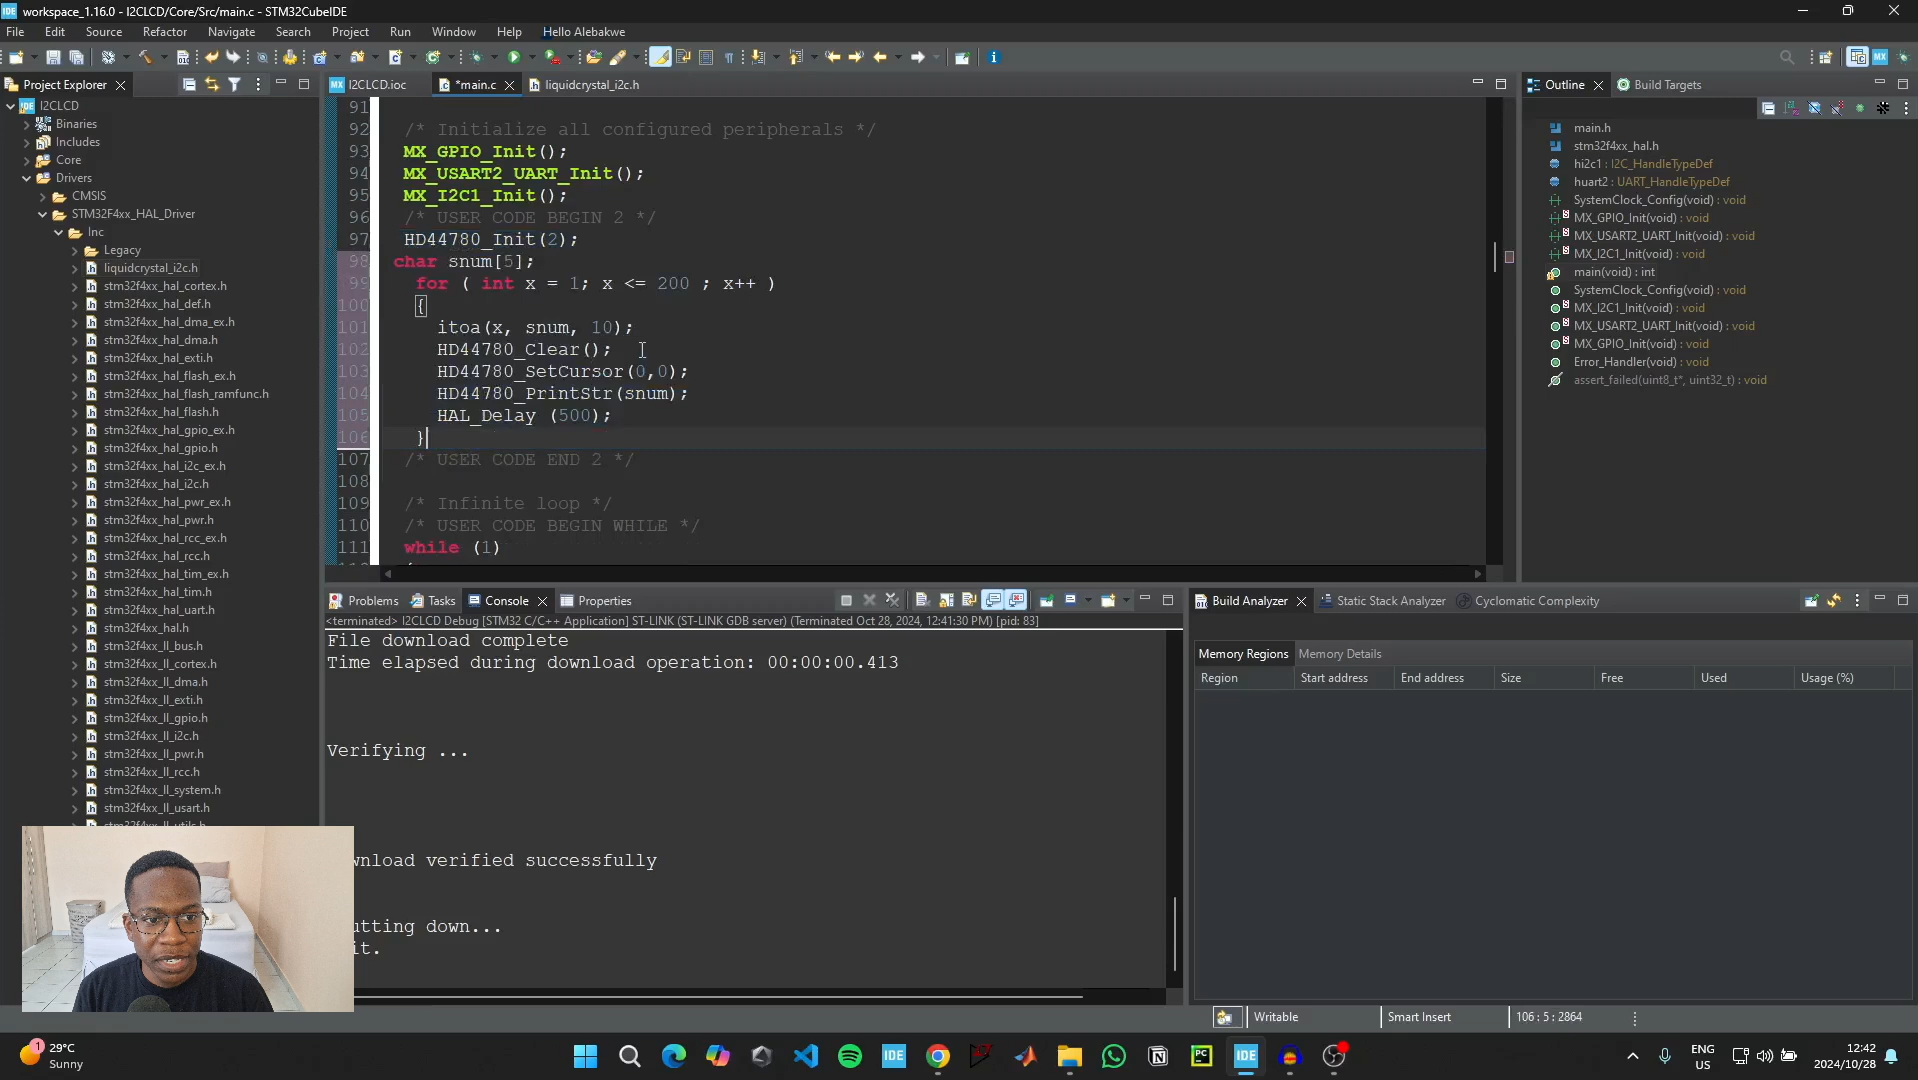 workspace_1.16.0 - I2CLCD/Core/Src/main.c - STM32CubeIDE
File Edit Source Refactor Navigate Search Project Run Window Help Hello Alebakwe
Project Explorer
I2CLCD
Binaries
Includes
Core
Drivers
CMSIS
STM32F4xx_HAL_Driver
Inc
Legacy
liquidcrystal_i2c.h
stm32f4xx_hal_cortex.h
stm32f4xx_hal_def.h
stm32f4xx_hal_dma_ex.h
stm32f4xx_hal_dma.h
stm32f4xx_hal_exti.h
stm32f4xx_hal_flash_ex.h
stm32f4xx_hal_flash_ramfunc.h
stm32f4xx_hal_flash.h
stm32f4xx_hal_gpio_ex.h
stm32f4xx_hal_gpio.h
stm32f4xx_hal_i2c_ex.h
stm32f4xx_hal_i2c.h
stm32f4xx_hal_pwr_ex.h
stm32f4xx_hal_pwr.h
stm32f4xx_hal_rcc_ex.h
stm32f4xx_hal_rcc.h
stm32f4xx_hal_tim_ex.h
stm32f4xx_hal_tim.h
stm32f4xx_hal_uart.h
stm32f4xx_hal.h
stm32f4xx_ll_bus.h
stm32f4xx_ll_cortex.h
stm32f4xx_ll_dma.h
stm32f4xx_ll_exti.h
stm32f4xx_ll_gpio.h
stm32f4xx_ll_i2c.h
stm32f4xx_ll_pwr.h
stm32f4xx_ll_rcc.h
stm32f4xx_ll_system.h
stm32f4xx_ll_usart.h
stm32f4xx_ll_utils.h
I2CLCD.ioc *main.c liquidcrystal_i2c.h
91
92 /* Initialize all configured peripherals */
93 MX_GPIO_Init();
94 MX_USART2_UART_Init();
95 MX_I2C1_Init();
96 /* USER CODE BEGIN 2 */
97 HD44780_Init(2);
98 char snum[5];
99 for ( int x = 1; x <= 200 ; x++ )
100 {
101 itoa(x, snum, 10);
102 HD44780_Clear();
103 HD44780_SetCursor(0,0);
104 HD44780_PrintStr(snum);
105 HAL_Delay (500);
106 }
107 /* USER CODE END 2 */
108
109 /* Infinite loop */
110 /* USER CODE BEGIN WHILE */
111 while (1)
Problems Tasks Console Properties
<terminated> I2CLCD Debug [STM32 C/C++ Application] ST-LINK (ST-LINK GDB server) (Terminated Oct 28, 2024, 12:41:30 PM) [pid: 83]
File download complete
Time elapsed during download operation: 00:00:00.413
Verifying ...
wnload verified successfully
utting down...
it.
Outline Build Targets
main.h
stm32f4xx_hal.h
hi2c1 : I2C_HandleTypeDef
huart2 : UART_HandleTypeDef
SystemClock_Config(void) : void
MX_GPIO_Init(void) : void
MX_USART2_UART_Init(void) : void
MX_I2C1_Init(void) : void
main(void) : int
SystemClock_Config(void) : void
MX_I2C1_Init(void) : void
MX_USART2_UART_Init(void) : void
MX_GPIO_Init(void) : void
Error_Handler(void) : void
assert_failed(uint8_t*, uint32_t) : void
Build Analyzer Static Stack Analyzer Cyclomatic Complexity
Memory Regions Memory Details
Region Start address End address Size Free Used Usage (%)
Writable Smart Insert 106 : 5 : 2864
1
29°C
Sunny
ENG
US
12:42
2024/10/28